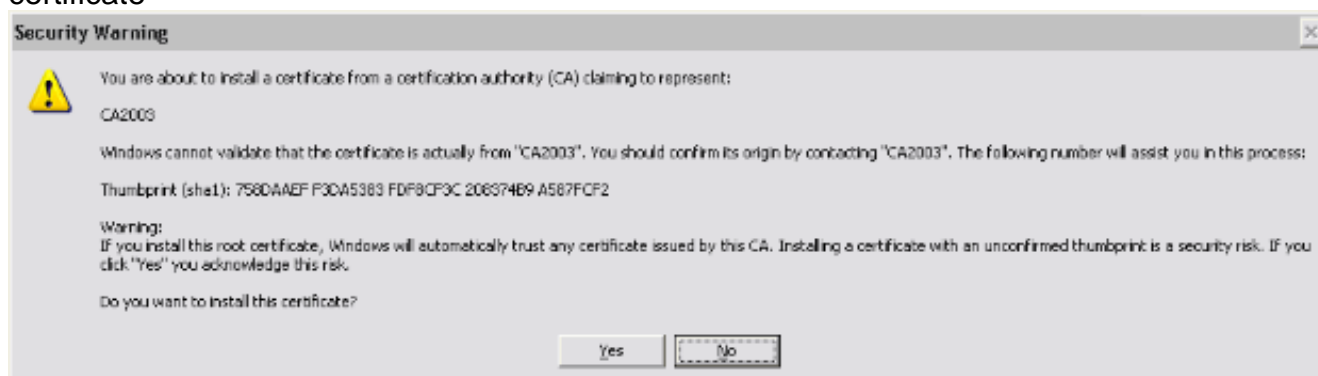 certificate
Security Warning
You are about to install a certificate from a certification authority (CA) claiming to represent:
CA2003
Windows cannot validate that the certificate is actually from "CA2003". You should confirm its origin by contacting "CA2003". The following number will assist you in this process:
Thumbprint (sha1): 758DAAEF F3DA5383 FDF8CF3C 208374B9 A587FCF2
Warning:
If you install this root certificate, Windows will automatically trust any certificate issued by this CA. Installing a certificate with an unconfirmed thumbprint is a security risk. If you
click "Yes" you acknowledge this risk.
Do you want to install this certificate?
Yes No